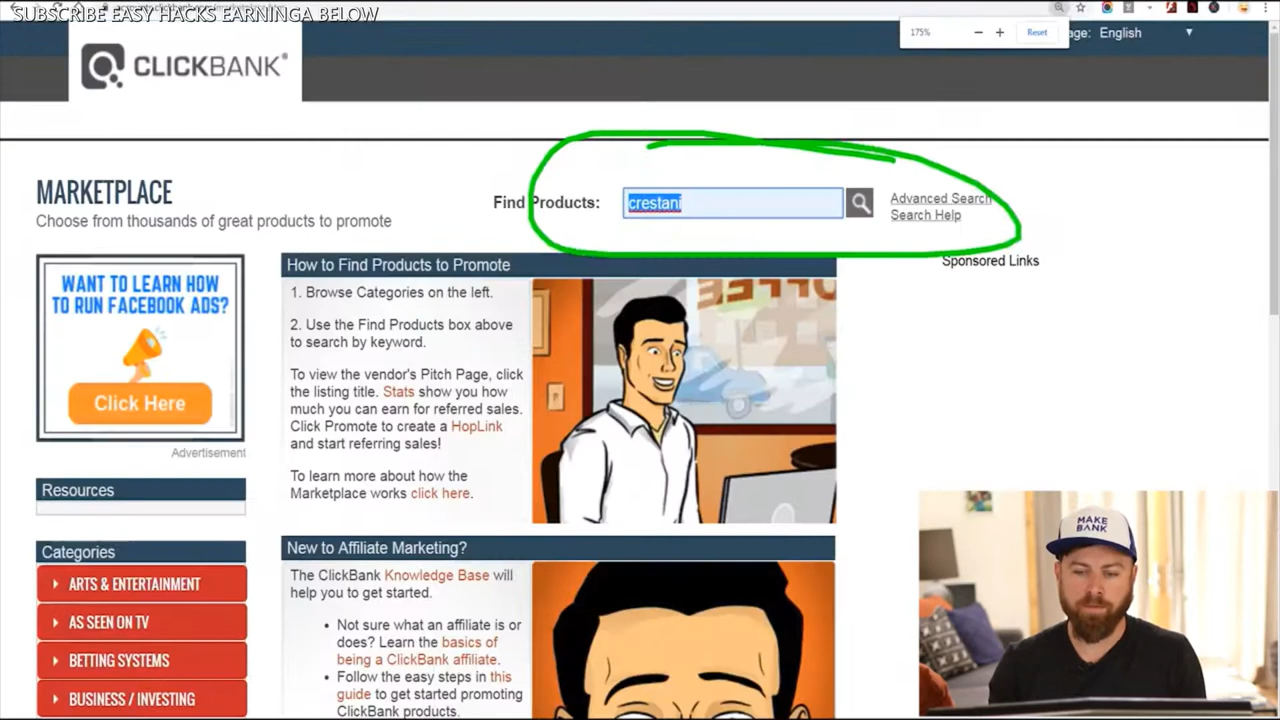 SUBSCRIBE EASY HACKS EARNINGA BELOW
175%
Reset
age: English
CLICKBANK
MARKETPLACE
Choose from thousands of great products to promote
Find Products:
crestani
Advanced Search
Search Help
Sponsored Links
WANT TO LEARN HOW
TO RUN FACEBOOK ADS?
Click Here
Advertisement
Resources
Categories
ARTS & ENTERTAINMENT
AS SEEN ON TV
BETTING SYSTEMS
BUSINESS / INVESTING
How to Find Products to Promote
1. Browse Categories on the left.
2. Use the Find Products box above
to search by keyword.
To view the vendor's Pitch Page, click
the listing title. Stats show you how
much you can earn for referred sales.
Click Promote to create a HopLink
and start referring sales!
To learn more about how the
Marketplace works click here.
COFFEE
New to Affiliate Marketing?
The ClickBank Knowledge Base will
help you to get started.
• Not sure what an affiliate is or
does? Learn the basics of
being a ClickBank affiliate.
• Follow the easy steps in this
guide to get started promoting
ClickBank products.
MAKE
BANK